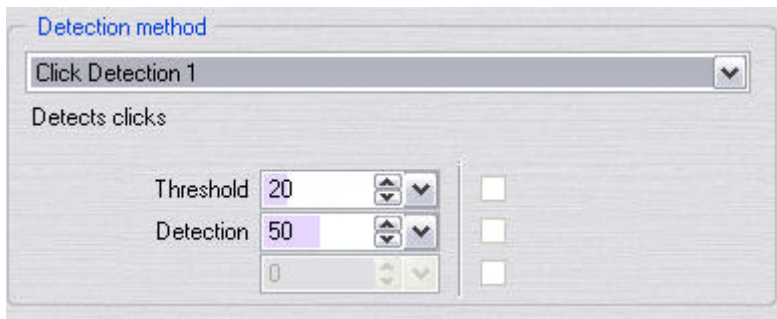 Detection method
Click Detection 1
Detects clicks
Threshold 20
Detection 50
0